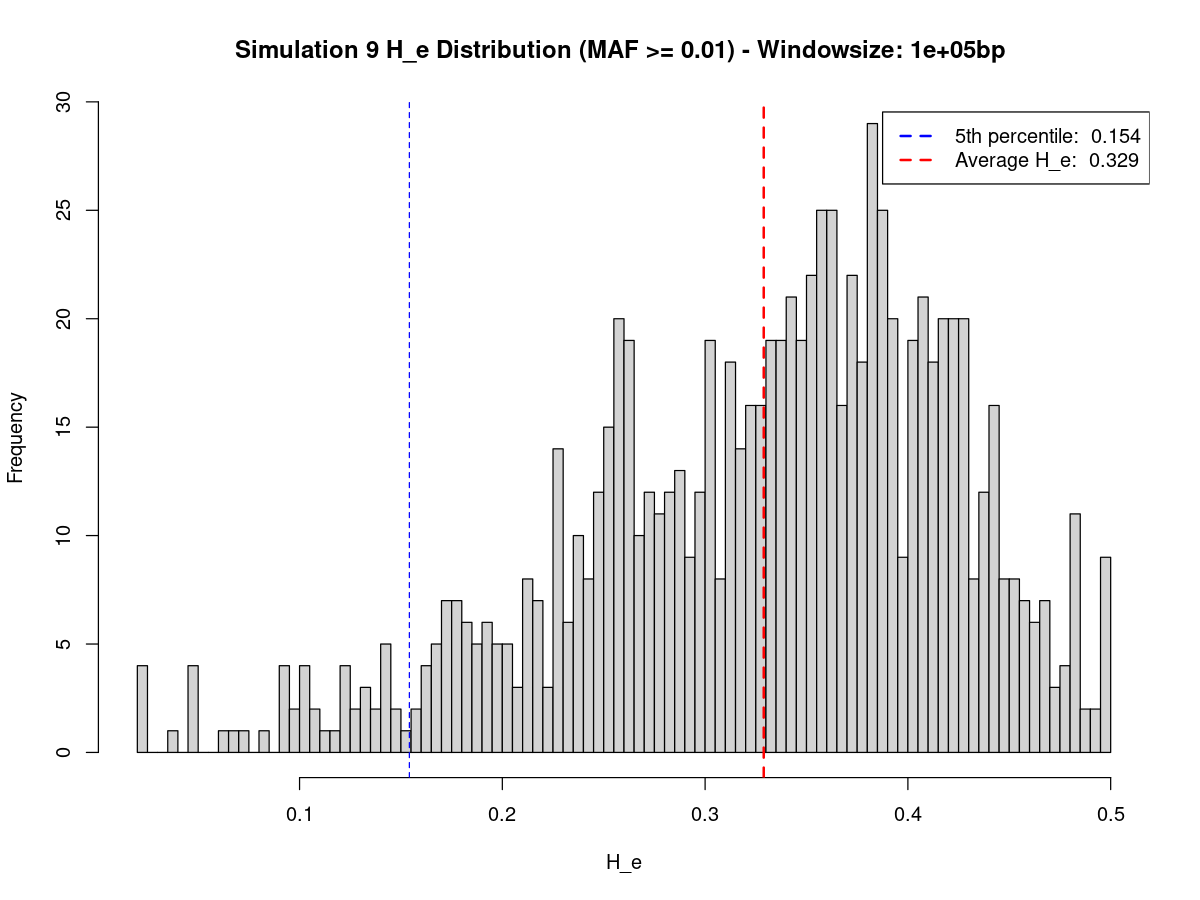 Simulation 9 H_e Distribution (MAF >= 0.01) - Windowsize: 1e+05bp
5th percentile: 0.154
Average H_e: 0.329
Frequency
30
25
20
15
10
5
0
0.1 0.2 0.3 0.4 0.5
H_e